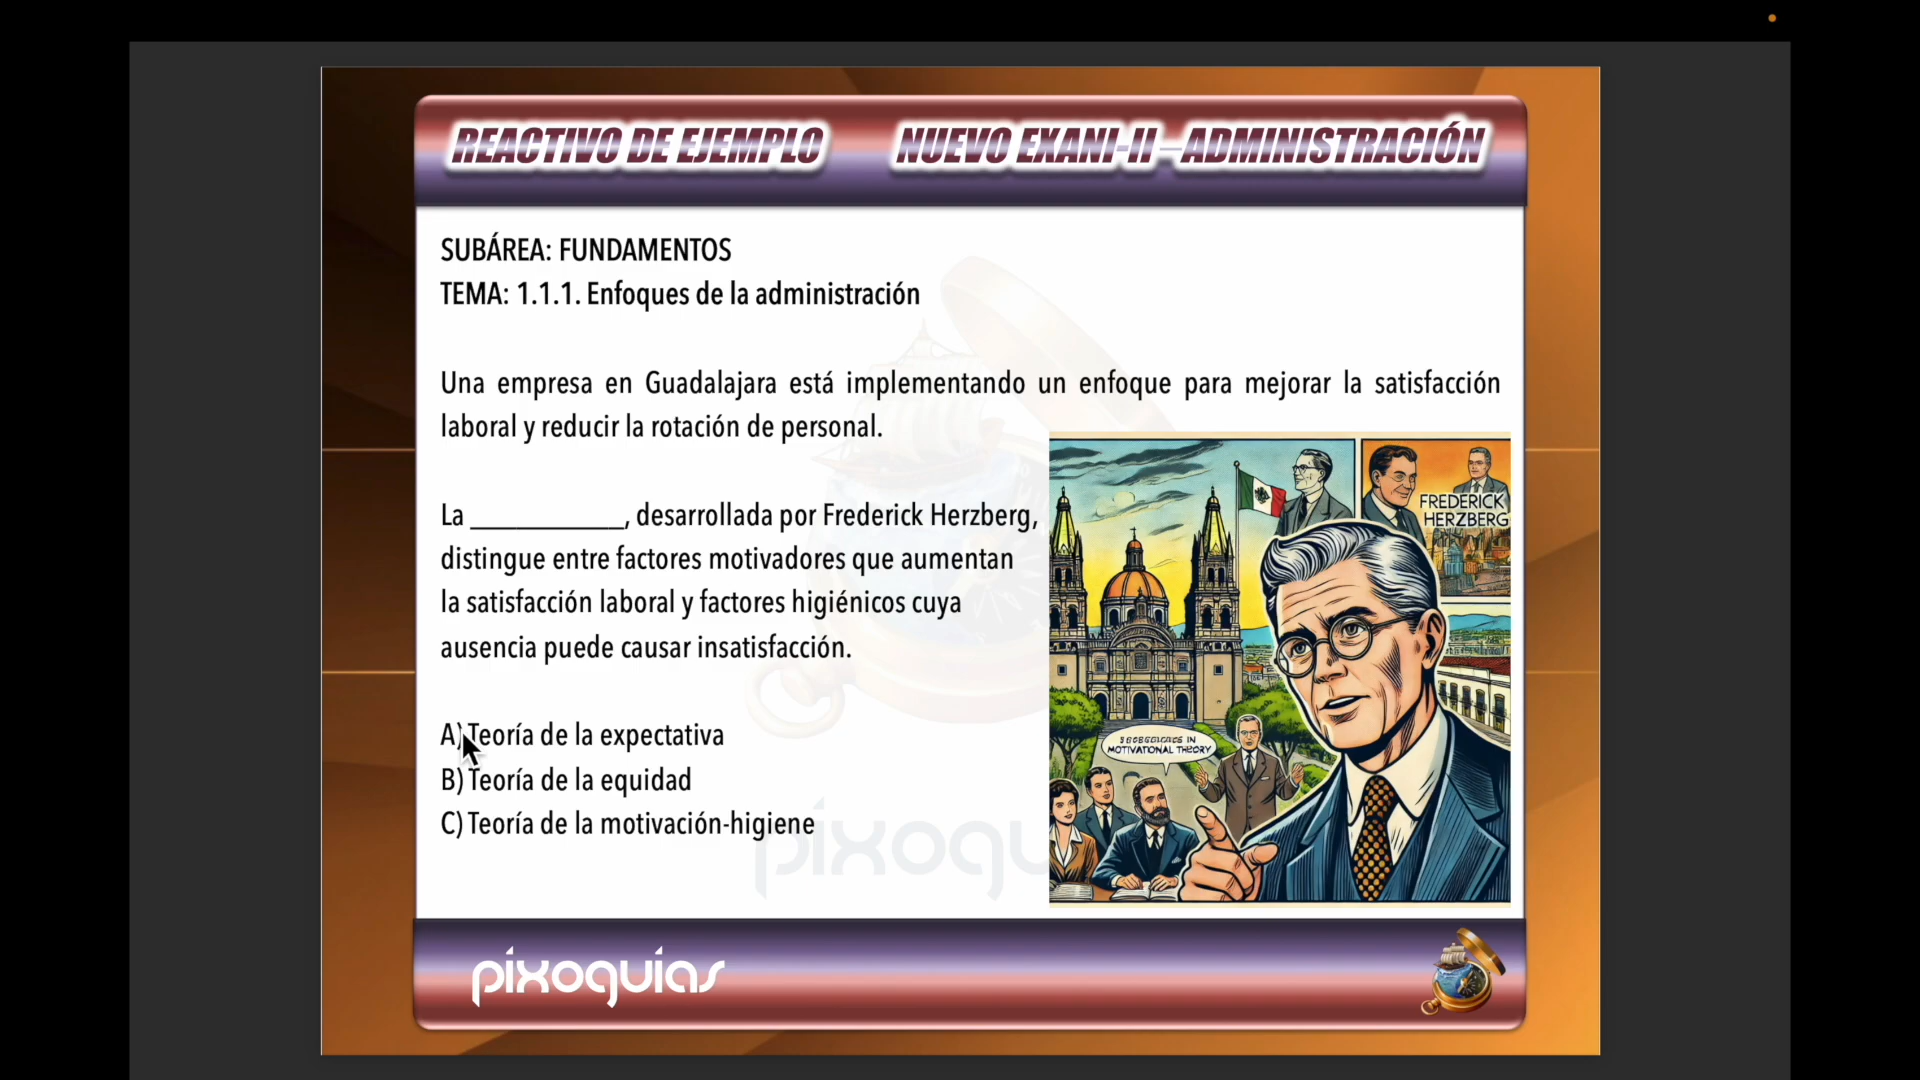 REACTIVO DE EJEMPLO NUEVO EXANI-II – ADMINISTRACIÓN
SUBÁREA: FUNDAMENTOS
TEMA: 1.1.1. Enfoques de la administración
Una empresa en Guadalajara está implementando un enfoque para mejorar la satisfacción
laboral y reducir la rotación de personal.
La ___________, desarrollada por Frederick Herzberg,
distingue entre factores motivadores que aumentan
la satisfacción laboral y factores higiénicos cuya
ausencia puede causar insatisfacción.
A) Teoría de la expectativa
B) Teoría de la equidad
C) Teoría de la motivación-higiene
FREDERICK
HERZBERG
IN
MOTIVATIONAL THEORY
pixoguías